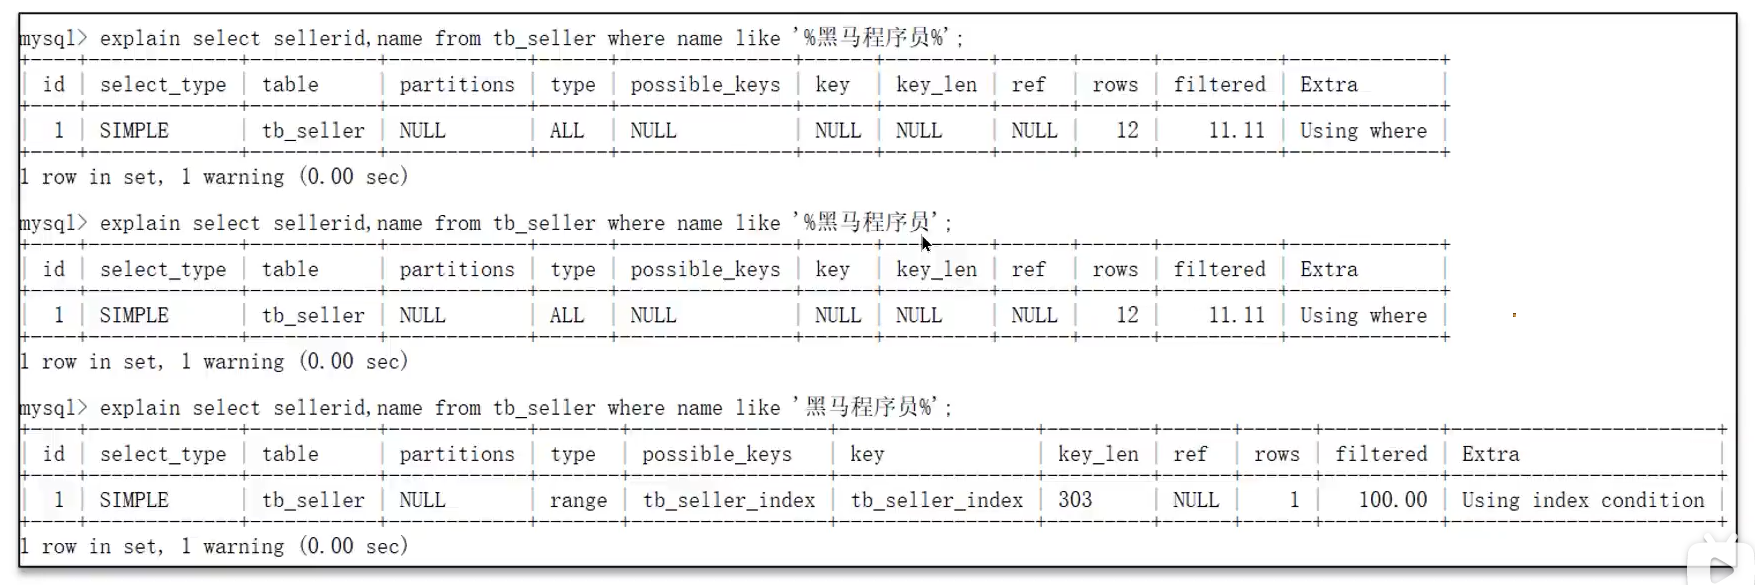 mysql> explain select sellerid,name from tb_seller where name like '%黑马程序员%';
+----+-------------+-----------+------------+------+---------------+------+---------+------+------+----------+-------------+
| id | select_type | table | partitions | type | possible_keys | key | key_len | ref | rows | filtered | Extra |
+----+-------------+-----------+------------+------+---------------+------+---------+------+------+----------+-------------+
| 1 | SIMPLE | tb_seller | NULL | ALL | NULL | NULL | NULL | NULL | 12 | 11.11 | Using where |
+----+-------------+-----------+------------+------+---------------+------+---------+------+------+----------+-------------+
1 row in set, 1 warning (0.00 sec)
mysql> explain select sellerid,name from tb_seller where name like '%黑马程序员';
+----+-------------+-----------+------------+------+---------------+------+---------+------+------+----------+-------------+
| id | select_type | table | partitions | type | possible_keys | key | key_len | ref | rows | filtered | Extra |
+----+-------------+-----------+------------+------+---------------+------+---------+------+------+----------+-------------+
| 1 | SIMPLE | tb_seller | NULL | ALL | NULL | NULL | NULL | NULL | 12 | 11.11 | Using where |
+----+-------------+-----------+------------+------+---------------+------+---------+------+------+----------+-------------+
1 row in set, 1 warning (0.00 sec)
mysql> explain select sellerid,name from tb_seller where name like '黑马程序员%';
+----+-------------+-----------+------------+-------+-----------------+-----------------+---------+------+------+----------+-----------------------+
| id | select_type | table | partitions | type | possible_keys | key | key_len | ref | rows | filtered | Extra |
+----+-------------+-----------+------------+-------+-----------------+-----------------+---------+------+------+----------+-----------------------+
| 1 | SIMPLE | tb_seller | NULL | range | tb_seller_index | tb_seller_index | 303 | NULL | 1 | 100.00 | Using index condition |
+----+-------------+-----------+------------+-------+-----------------+-----------------+---------+------+------+----------+-----------------------+
1 row in set, 1 warning (0.00 sec)